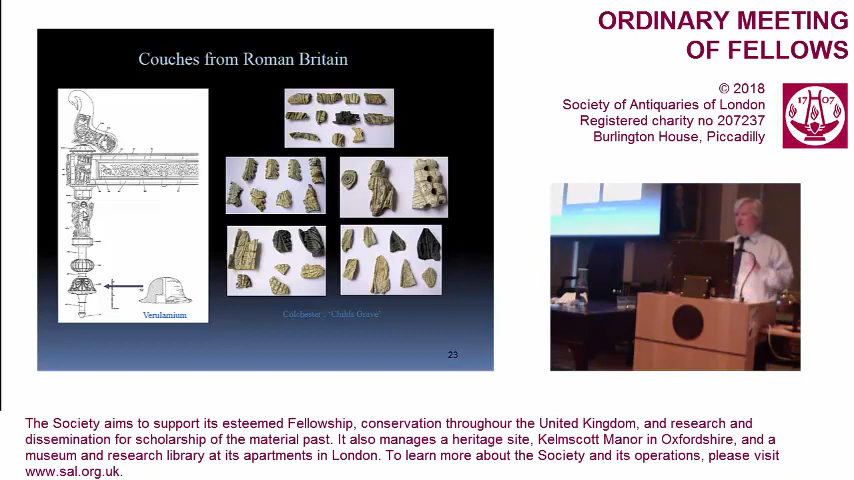 ORDINARY MEETING
OF FELLOWS
© 2018
Society of Antiquaries of London
Registered charity no 207237
Burlington House, Piccadilly
17 07
Couches from Roman Britain
Verulamium
Colchester : 'Childs Grave'
23
The Society aims to support its esteemed Fellowship, conservation throughour the United Kingdom, and research and
dissemination for scholarship of the material past. It also manages a heritage site, Kelmscott Manor in Oxfordshire, and a
museum and research library at its apartments in London. To learn more about the Society and its operations, please visit
www.sal.org.uk.